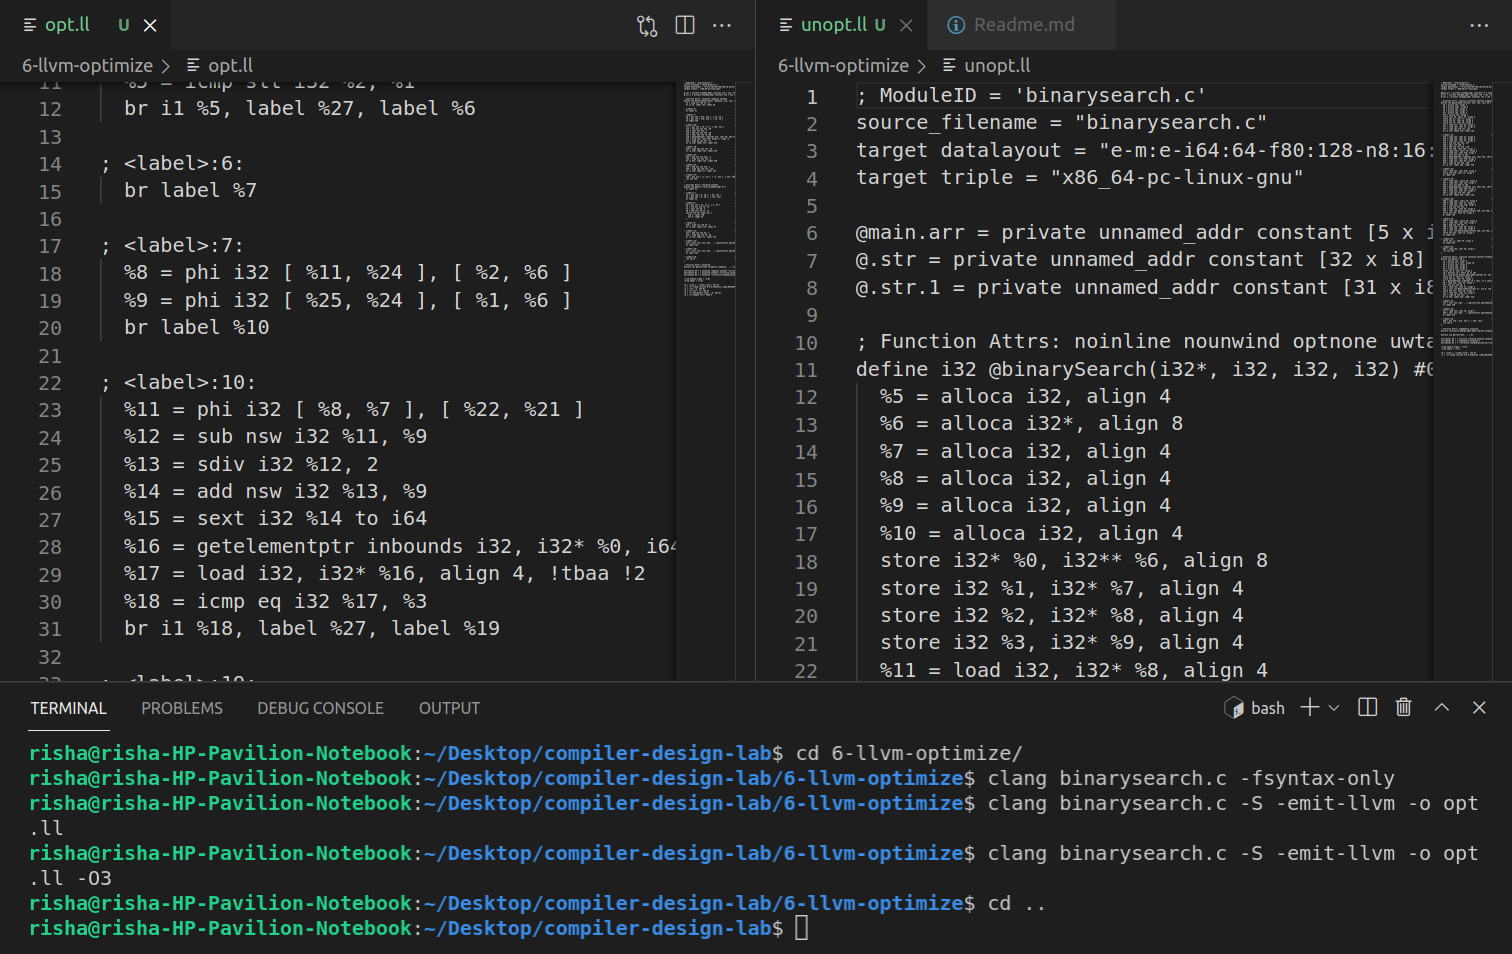 opt.ll U
6-llvm-optimize > opt.ll
11 %5 = icmp slt i32 %2, %1
12 br i1 %5, label %27, label %6
13
14 ; <label>:6:
15 br label %7
16
17 ; <label>:7:
18 %8 = phi i32 [ %11, %24 ], [ %2, %6 ]
19 %9 = phi i32 [ %25, %24 ], [ %1, %6 ]
20 br label %10
21
22 ; <label>:10:
23 %11 = phi i32 [ %8, %7 ], [ %22, %21 ]
24 %12 = sub nsw i32 %11, %9
25 %13 = sdiv i32 %12, 2
26 %14 = add nsw i32 %13, %9
27 %15 = sext i32 %14 to i64
28 %16 = getelementptr inbounds i32, i32* %0, i64
29 %17 = load i32, i32* %16, align 4, !tbaa !2
30 %18 = icmp eq i32 %17, %3
31 br i1 %18, label %27, label %19
32
33 ; <label>:19:
unopt.ll U
Readme.md
6-llvm-optimize > unopt.ll
1 ; ModuleID = 'binarysearch.c'
2 source_filename = "binarysearch.c"
3 target datalayout = "e-m:e-i64:64-f80:128-n8:16:
4 target triple = "x86_64-pc-linux-gnu"
5
6 @main.arr = private unnamed_addr constant [5 x i
7 @.str = private unnamed_addr constant [32 x i8]
8 @.str.1 = private unnamed_addr constant [31 x i8
9
10 ; Function Attrs: noinline nounwind optnone uwta
11 define i32 @binarySearch(i32*, i32, i32, i32) #0
12 %5 = alloca i32, align 4
13 %6 = alloca i32*, align 8
14 %7 = alloca i32, align 4
15 %8 = alloca i32, align 4
16 %9 = alloca i32, align 4
17 %10 = alloca i32, align 4
18 store i32* %0, i32** %6, align 8
19 store i32 %1, i32* %7, align 4
20 store i32 %2, i32* %8, align 4
21 store i32 %3, i32* %9, align 4
22 %11 = load i32, i32* %8, align 4
TERMINAL PROBLEMS DEBUG CONSOLE OUTPUT
bash
risha@risha-HP-Pavilion-Notebook:~/Desktop/compiler-design-lab$ cd 6-llvm-optimize/
risha@risha-HP-Pavilion-Notebook:~/Desktop/compiler-design-lab/6-llvm-optimize$ clang binarysearch.c -fsyntax-only
risha@risha-HP-Pavilion-Notebook:~/Desktop/compiler-design-lab/6-llvm-optimize$ clang binarysearch.c -S -emit-llvm -o opt
.ll
risha@risha-HP-Pavilion-Notebook:~/Desktop/compiler-design-lab/6-llvm-optimize$ clang binarysearch.c -S -emit-llvm -o opt
.ll -O3
risha@risha-HP-Pavilion-Notebook:~/Desktop/compiler-design-lab/6-llvm-optimize$ cd ..
risha@risha-HP-Pavilion-Notebook:~/Desktop/compiler-design-lab$